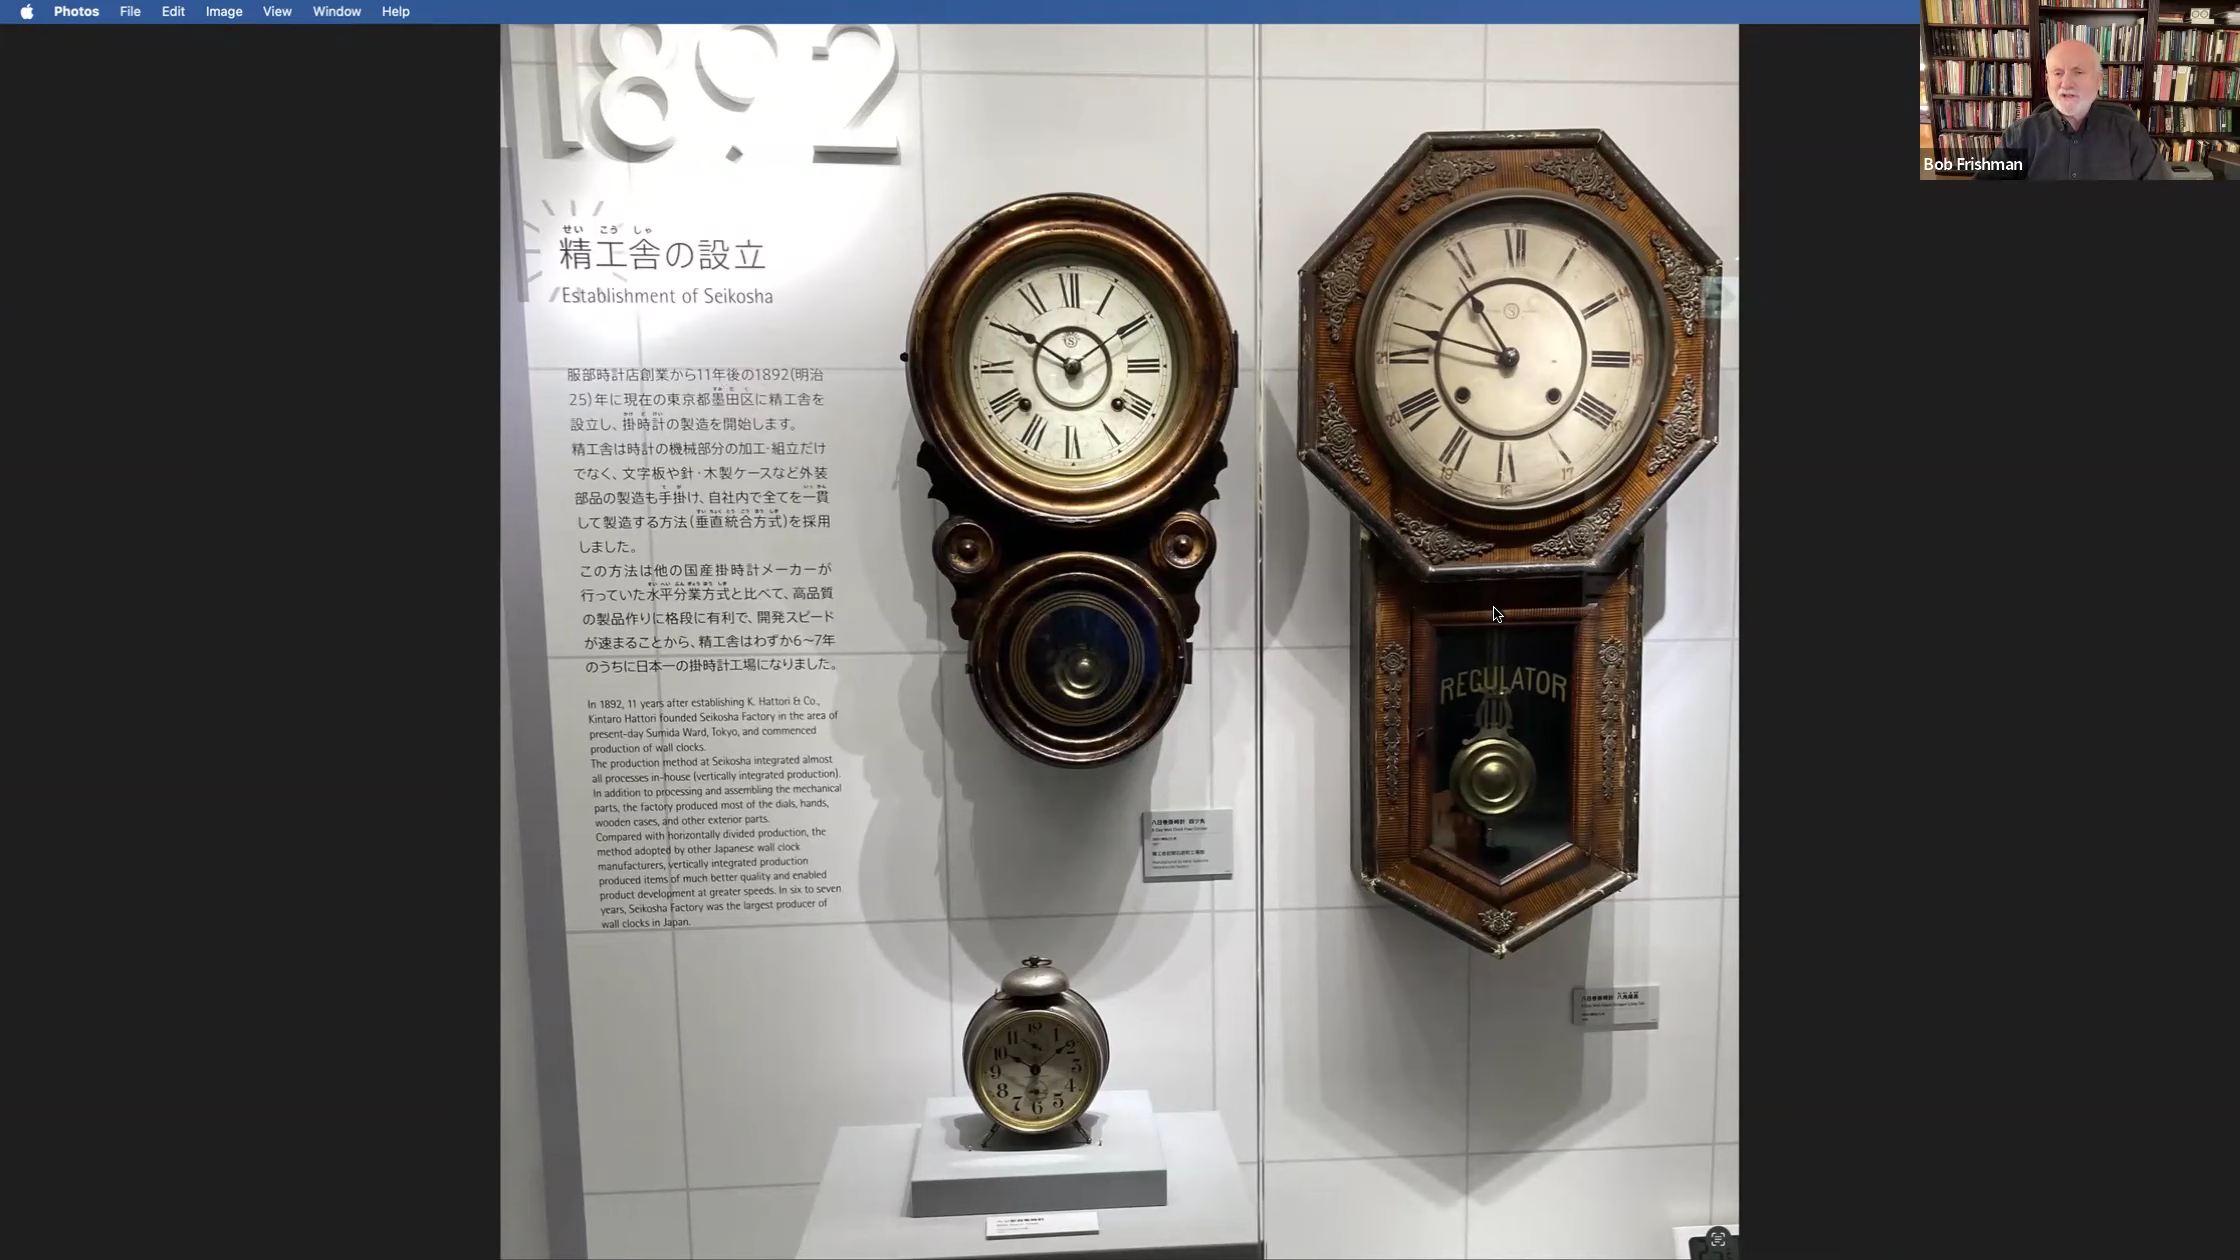 Photos File Edit Image View Window Help
Bob Frishman
1892
せい こう しゃ
精工舎の設立
Establishment of Seikosha
服部時計店創業から11年後の1892(明治
25)年に現在の東京都墨田区に精工舎を
設立し、掛時計の製造を開始します。
精工舎は時計の機械部分の加工・組立だけ
でなく、文字板や針・木製ケースなど外装
部品の製造も手掛け、自社内で全てを一貫
して製造する方法(垂直統合方式)を採用
しました。
この方法は他の国産掛時計メーカーが
行っていた水平分業方式と比べて、高品質
の製品作りに格段に有利で、開発スピード
が速まることから、精工舎はわずか6〜7年
のうちに日本一の掛時計工場になりました。
In 1892, 11 years after establishing K. Hattori & Co.,
Kintaro Hattori founded Seikosha Factory in the area of
present-day Sumida Ward, Tokyo, and commenced
production of wall clocks.
The production method at Seikosha integrated almost
all processes in-house (vertically integrated production).
In addition to processing and assembling the mechanical
parts, the factory produced most of the dials, hands,
wooden cases, and other exterior parts.
Compared with horizontally divided production, the
method adopted by other Japanese wall clock
manufacturers, vertically integrated production
produced items of much better quality and enabled
product development at greater speeds. In six to seven
years, Seikosha Factory was the largest producer of
wall clocks in Japan.
REGULATOR
八日巻掛時計 四ツ丸